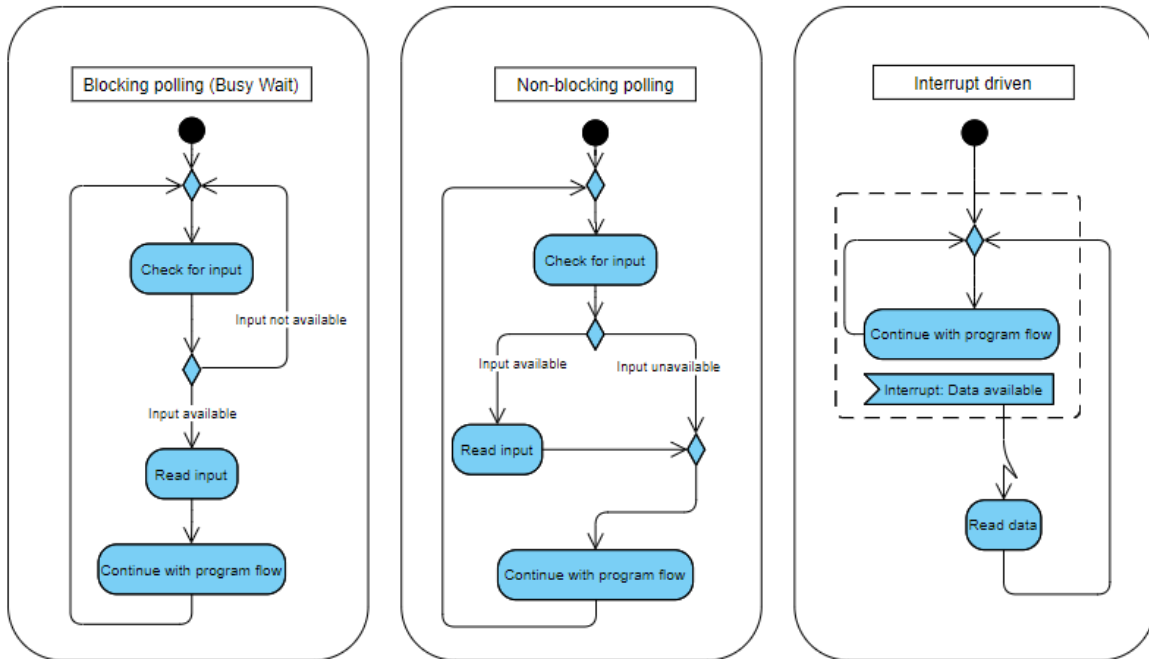 Blocking polling (Busy Wait)
Check for input
Input not available
Input available
Read input
Continue with program flow
Non-blocking polling
Check for input
Input available
Input unavailable
Read input
Continue with program flow
Interrupt driven
Continue with program flow
Interrupt: Data available
Read data